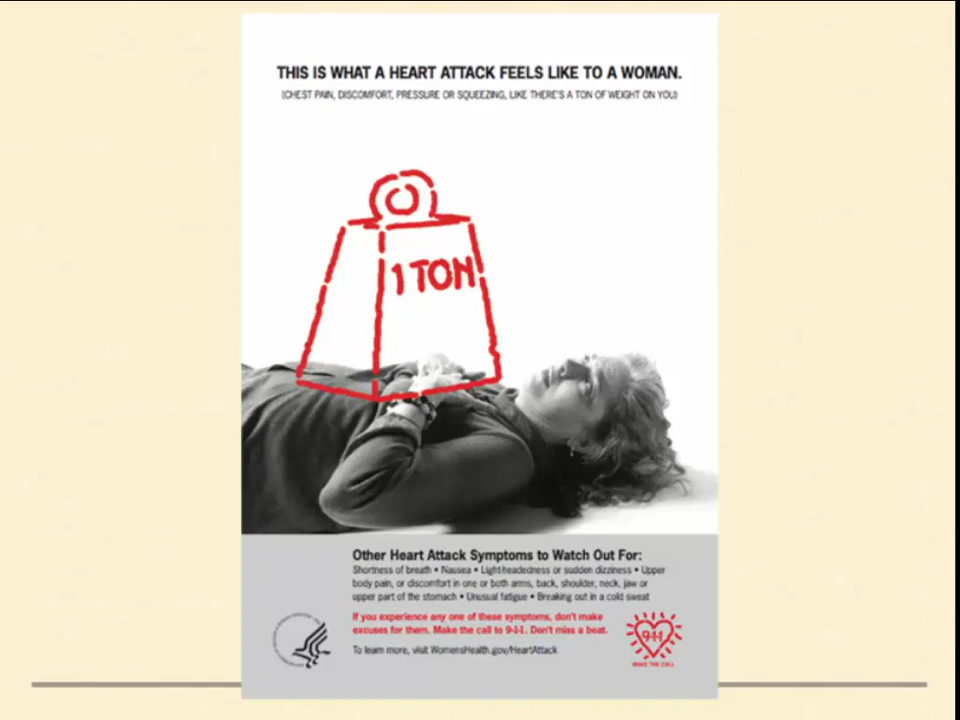 THIS IS WHAT A HEART ATTACK FEELS LIKE TO A WOMAN.
(CHEST PAIN, DISCOMFORT, PRESSURE OR SQUEEZING, LIKE THERE'S A TON OF WEIGHT ON YOU)
1 TON
Other Heart Attack Symptoms to Watch Out For:
Shortness of breath • Nausea • Light-headedness or sudden dizziness • Upper
body pain, or discomfort in one or both arms, back, shoulder, neck, jaw or
upper part of the stomach • Unusual fatigue • Breaking out in a cold sweat
If you experience any one of these symptoms, don't make
excuses for them. Make the call to 9-1-1. Don't miss a beat.
To learn more, visit WomensHealth.gov/HeartAttack
9-1-1
MAKE THE CALL